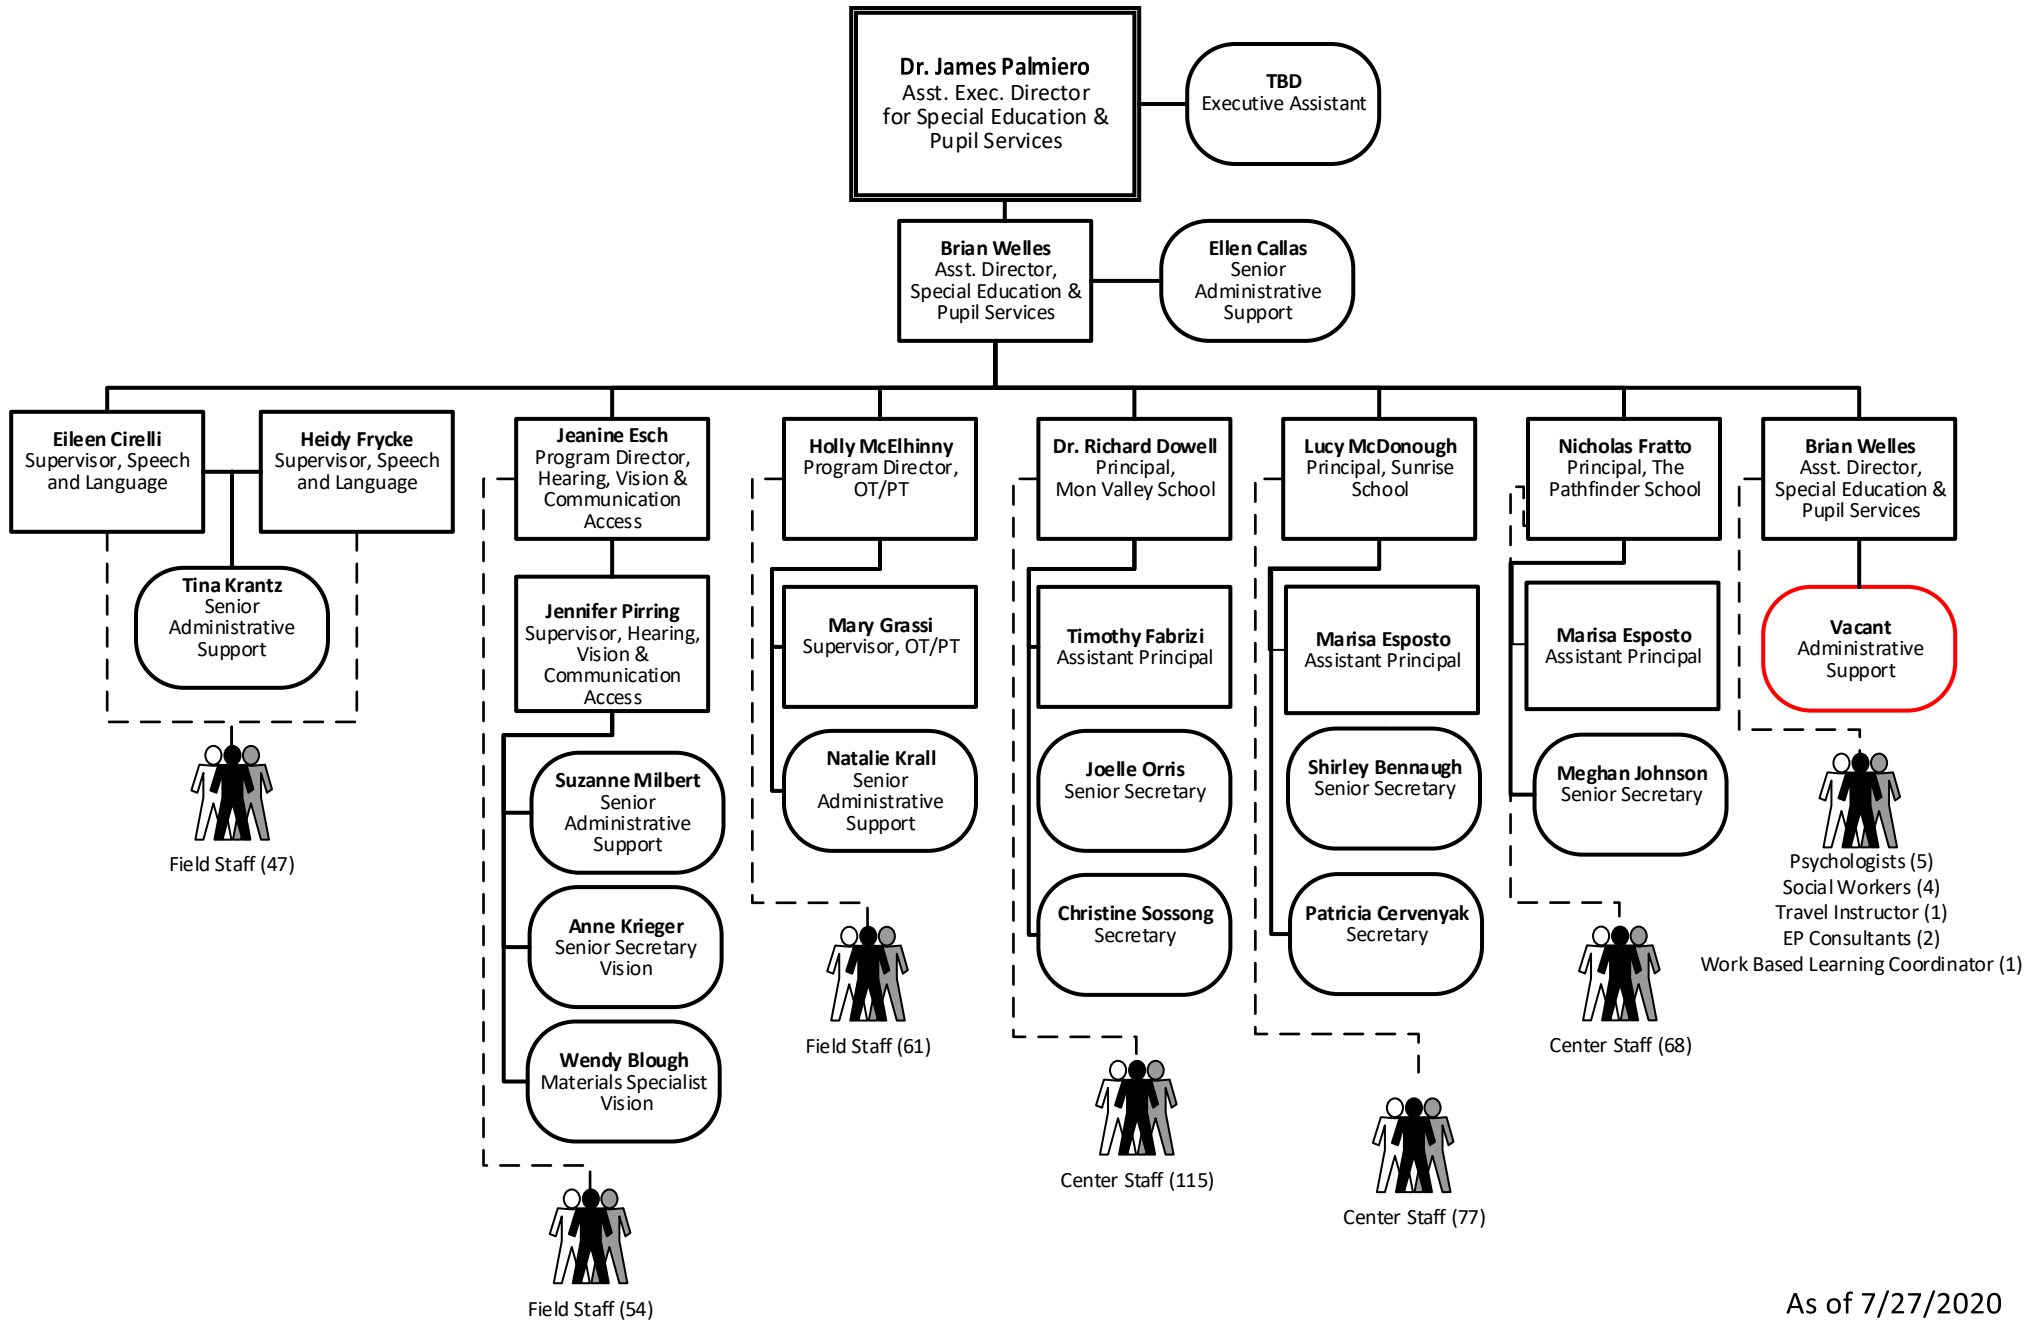 Dr. James Palmiero
Asst. Exec. Director
for Special Education &
Pupil Services
TBD
Executive Assistant
Brian Welles
Asst. Director,
Special Education &
Pupil Services
Ellen Callas
Senior
Administrative
Support
Eileen Cirelli
Supervisor, Speech
and Language
Heidy Frycke
Supervisor, Speech
and Language
Tina Krantz
Senior
Administrative
Support
Field Staff (47)
Jeanine Esch
Program Director,
Hearing, Vision &
Communication
Access
Jennifer Pirring
Supervisor, Hearing,
Vision &
Communication
Access
Suzanne Milbert
Senior
Administrative
Support
Anne Krieger
Senior Secretary
Vision
Wendy Blough
Materials Specialist
Vision
Field Staff (54)
Holly McElhinny
Program Director,
OT/PT
Mary Grassi
Supervisor, OT/PT
Natalie Krall
Senior
Administrative
Support
Field Staff (61)
Dr. Richard Dowell
Principal,
Mon Valley School
Timothy Fabrizi
Assistant Principal
Joelle Orris
Senior Secretary
Christine Sossong
Secretary
Center Staff (115)
Lucy McDonough
Principal, Sunrise
School
Marisa Esposto
Assistant Principal
Shirley Bennaugh
Senior Secretary
Patricia Cervenyak
Secretary
Center Staff (77)
Nicholas Fratto
Principal, The
Pathfinder School
Marisa Esposto
Assistant Principal
Meghan Johnson
Senior Secretary
Center Staff (68)
Brian Welles
Asst. Director,
Special Education &
Pupil Services
Vacant
Administrative
Support
Psychologists (5)
Social Workers (4)
Travel Instructor (1)
EP Consultants (2)
Work Based Learning Coordinator (1)
As of 7/27/2020